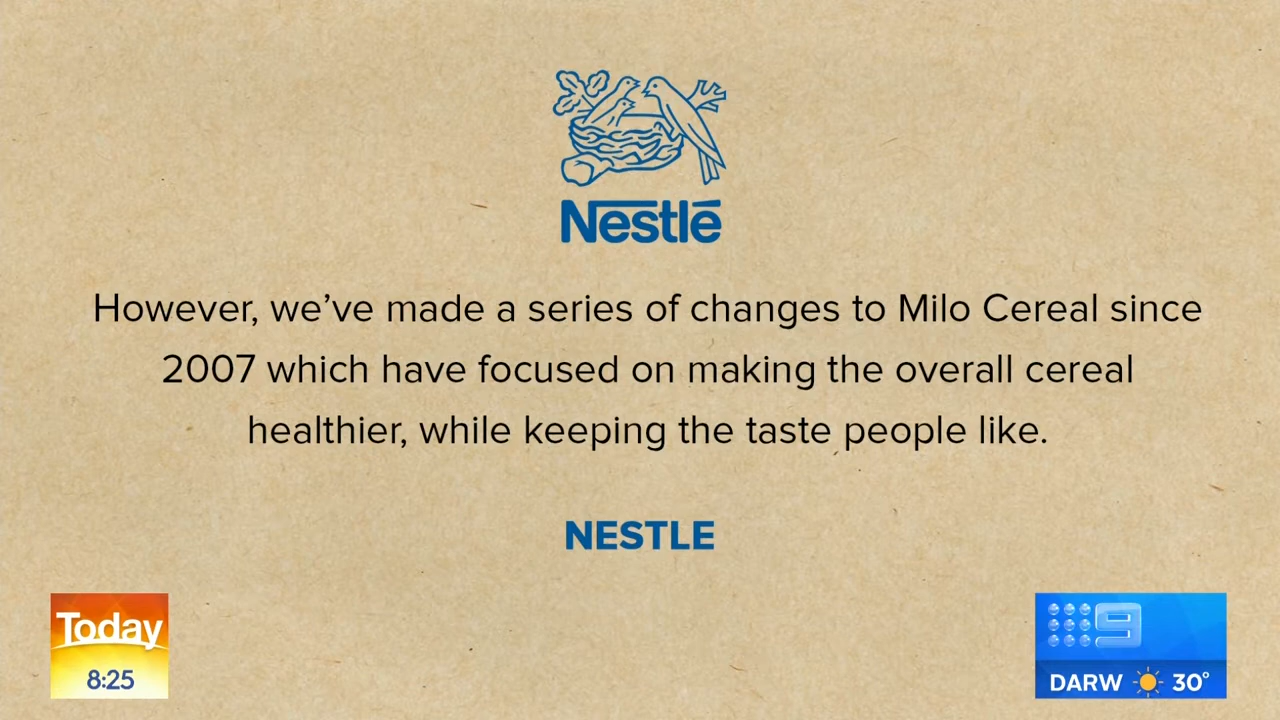 Nestlé
However, we’ve made a series of changes to Milo Cereal since
2007 which have focused on making the overall cereal
healthier, while keeping the taste people like.
NESTLE
Today
8:25
9
DARW 30°